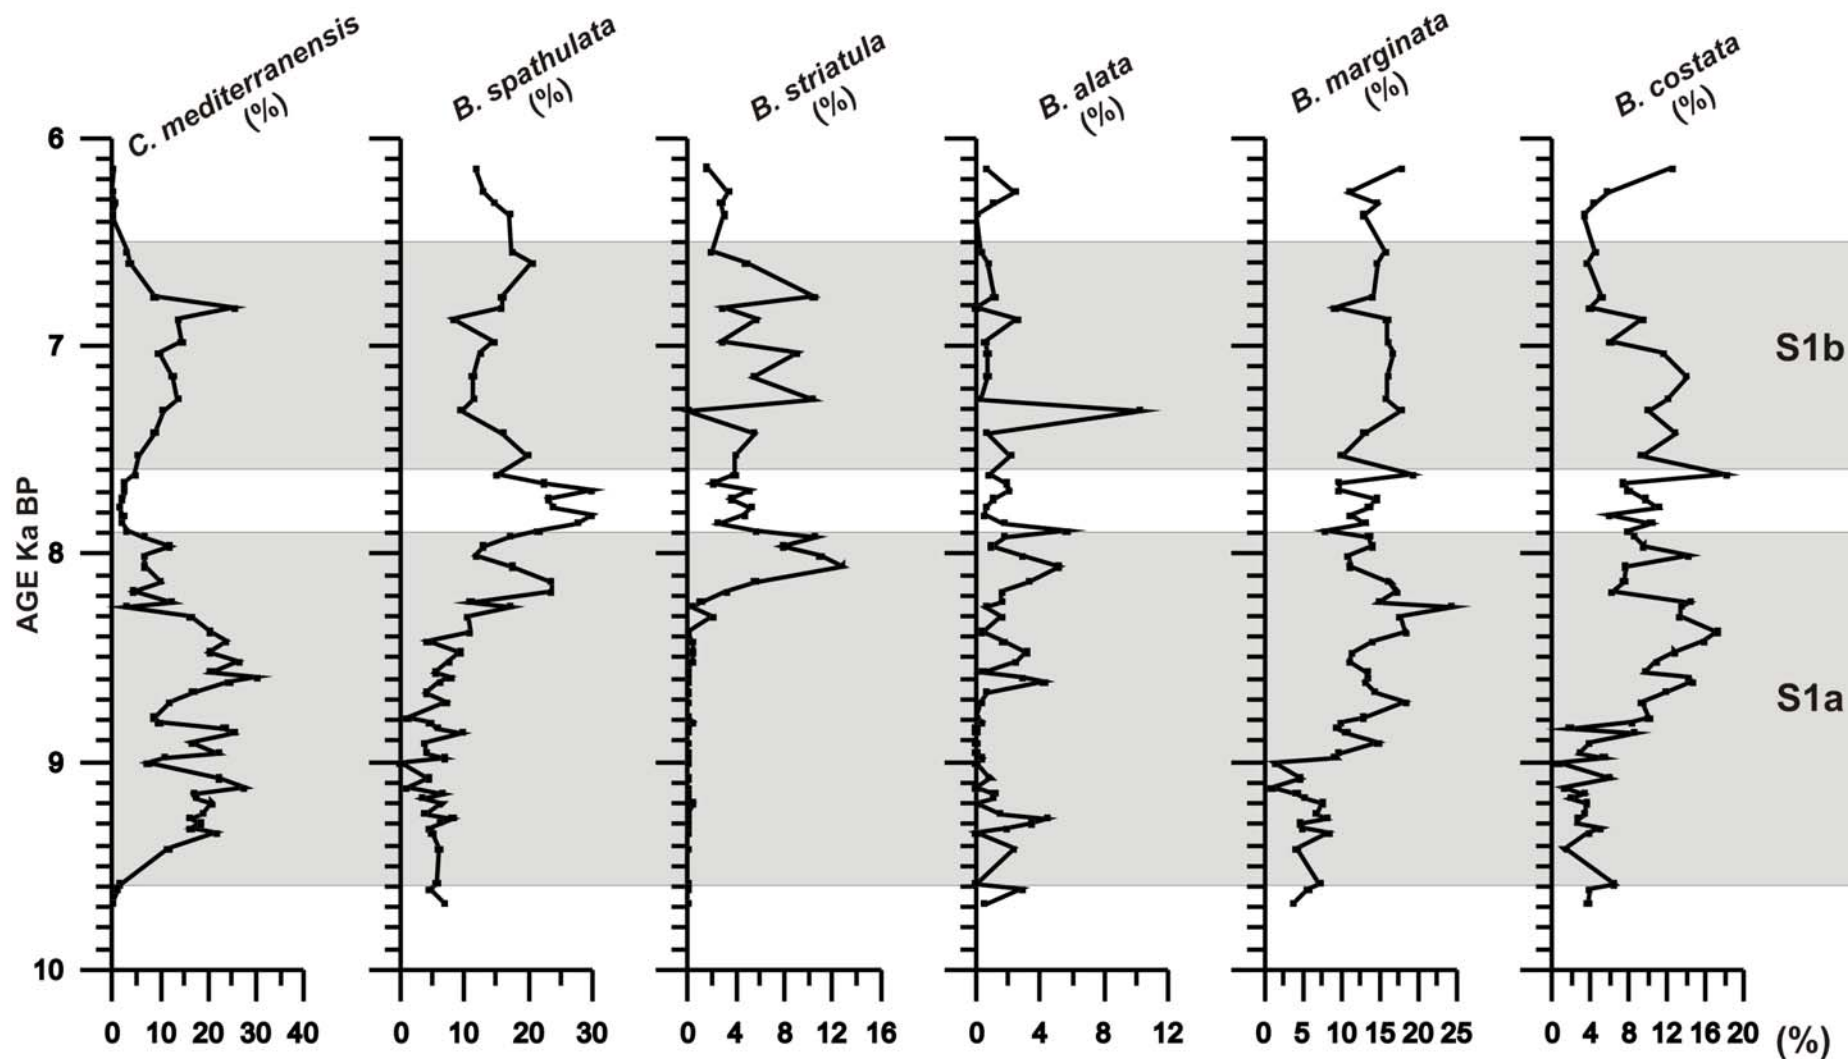 C. mediterranensis
(%)
B. spathulata
(%)
B. striatula
(%)
B. alata
(%)
B. marginata
(%)
B. costata
(%)
AGE Ka BP
6
7
8
9
10
S1b
S1a
0 10 20 30 40
0 10 20 30
0 4 8 12 16
0 4 8 12
0 5 10 15 20 25
0 4 8 12 16 20 (%)